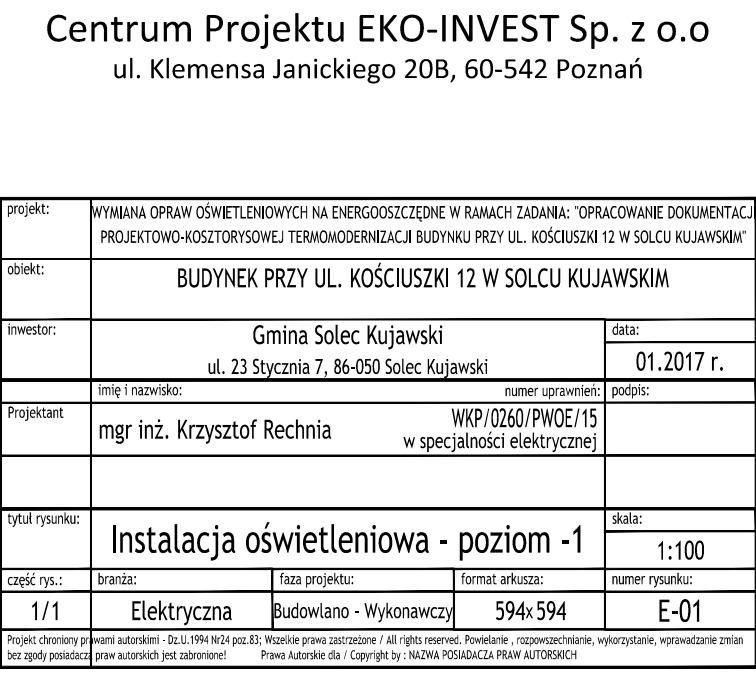 Centrum Projektu EKO-INVEST Sp. z o.o
ul. Klemensa Janickiego 20B, 60-542 Poznań
projekt:
WYMIANA OPRAW OŚWIETLENIOWYCH NA ENERGOOSZCZĘDNE W RAMACH ZADANIA: "OPRACOWANIE DOKUMENTACJI
PROJEKTOWO-KOSZTORYSOWEJ TERMOMODERNIZACJI BUDYNKU PRZY UL. KOŚCIUSZKI 12 W SOLCU KUJAWSKIM"
obiekt:
BUDYNEK PRZY UL. KOŚCIUSZKI 12 W SOLCU KUJAWSKIM
inwestor:
Gmina Solec Kujawski
ul. 23 Stycznia 7, 86-050 Solec Kujawski
data:
01.2017 r.
imię i nazwisko: numer uprawnień: podpis:
Projektant
mgr inż. Krzysztof Rechnia
WKP/0260/PWOE/15
w specjalności elektrycznej
tytuł rysunku:
Instalacja oświetleniowa - poziom -1
skala:
1:100
część rys.: branża: faza projektu: format arkusza: numer rysunku:
1/1 Elektryczna Budowlano - Wykonawczy 594x594 E-01
Projekt chroniony prawami autorskimi - Dz.U.1994 Nr24 poz.83; Wszelkie prawa zastrzeżone / All rights reserved. Powielanie , rozpowszechnianie, wykorzystanie, wprawadzanie zmian
bez zgody posiadacza praw autorskich jest zabronione! Prawa Autorskie dla / Copyright by : NAZWA POSIADACZA PRAW AUTORSKICH